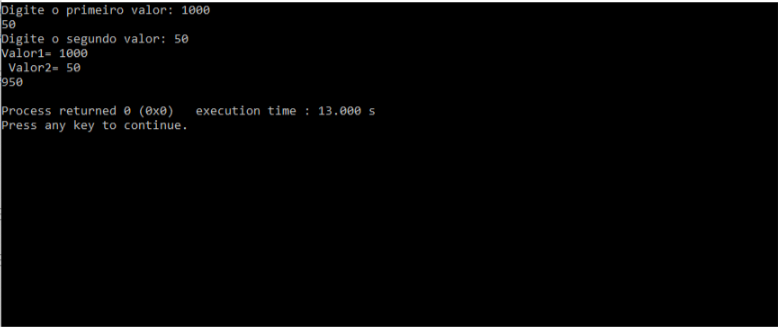 Digite o primeiro valor: 1000
50
Digite o segundo valor: 50
Valor1= 1000
 Valor2= 50
950

Process returned 0 (0x0)   execution time : 13.000 s
Press any key to continue.